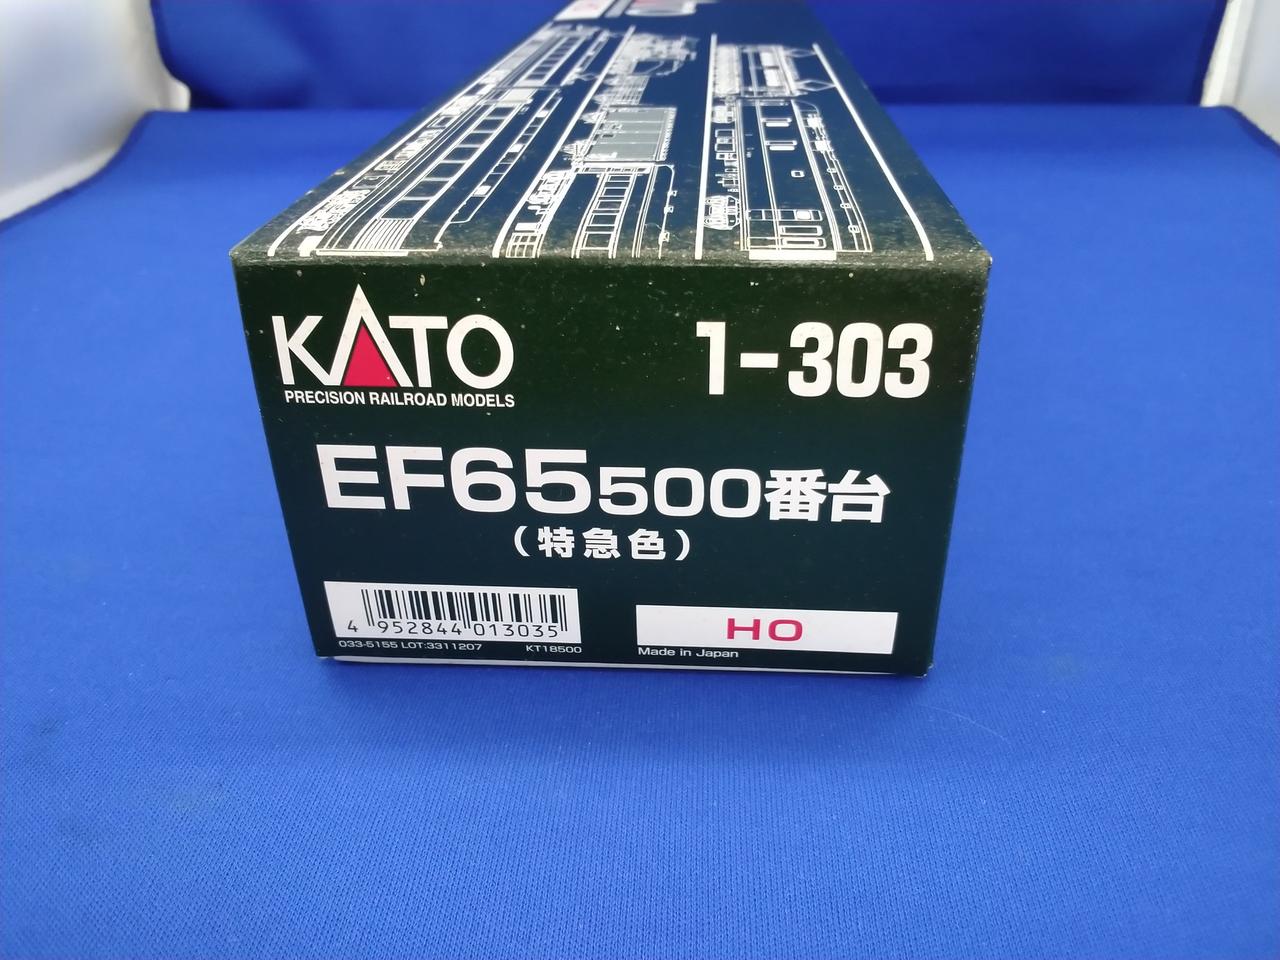 KATO
PRECISION RAILROAD MODELS
1-303
EF65500番台
(特急色)
4 952844 013035
033-5155 LOT:3311207 KT18500
HO
Made in Japan